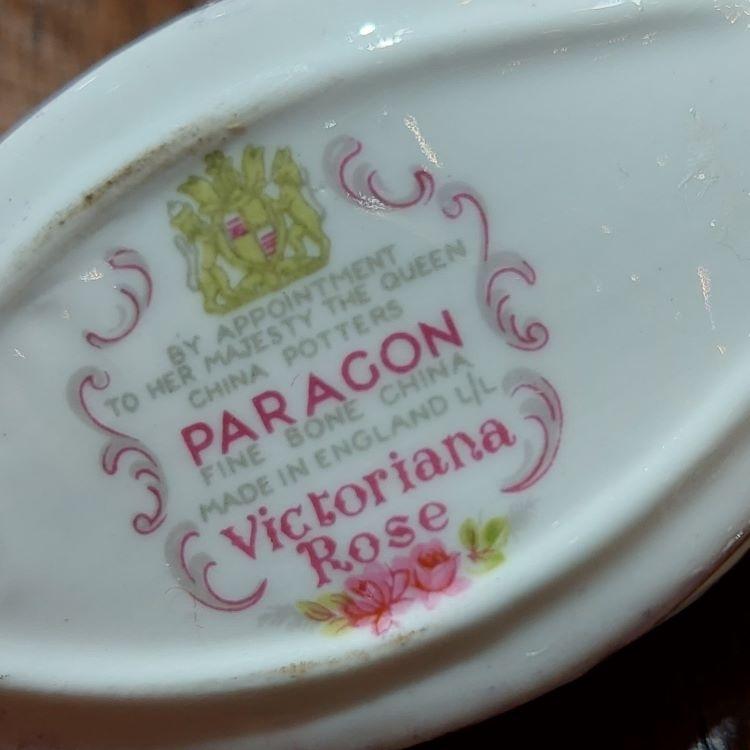 BY APPOINTMENT
TO HER MAJESTY THE QUEEN
CHINA POTTERS
PARAGON
FINE BONE CHINA
MADE IN ENGLAND L/L
Victoriana
Rose